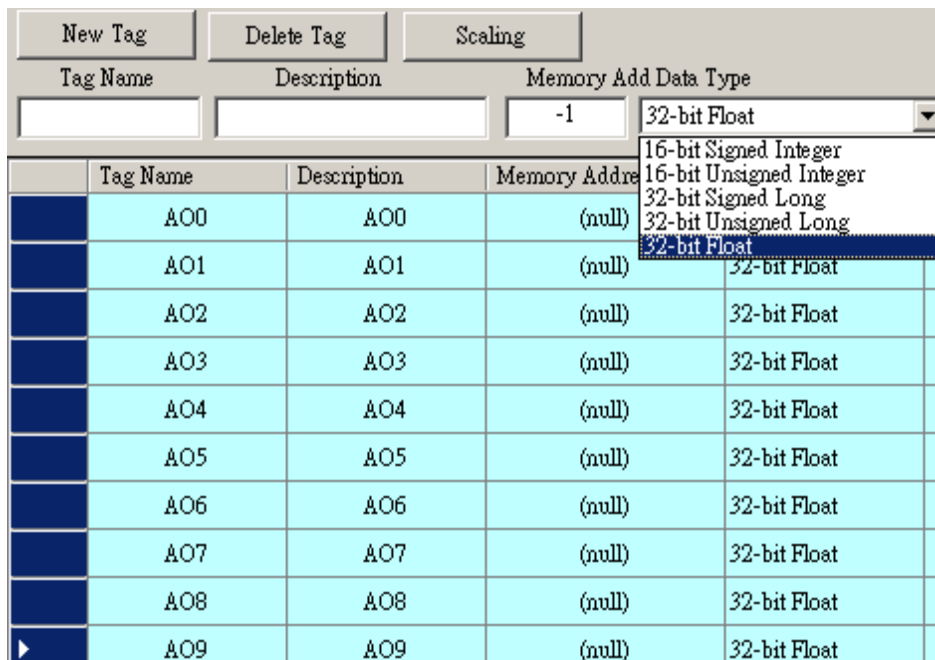 New Tag Delete Tag Scaling
Tag Name Description Memory Add Data Type
-1 32-bit Float
16-bit Signed Integer
16-bit Unsigned Integer
32-bit Signed Long
32-bit Unsigned Long
32-bit Float
Tag Name Description Memory Addre
AO0 AO0 (null)
AO1 AO1 (null) 32-bit Float
AO2 AO2 (null) 32-bit Float
AO3 AO3 (null) 32-bit Float
AO4 AO4 (null) 32-bit Float
AO5 AO5 (null) 32-bit Float
AO6 AO6 (null) 32-bit Float
AO7 AO7 (null) 32-bit Float
AO8 AO8 (null) 32-bit Float
AO9 AO9 (null) 32-bit Float